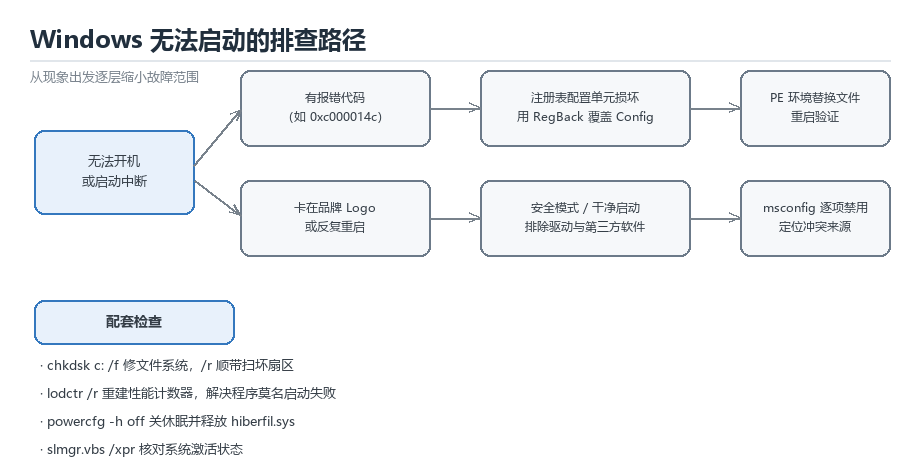 Windows 无法启动的排查路径
从现象出发逐层缩小故障范围
无法开机
或启动中断
有报错代码
（如 0xc000014c）
注册表配置单元损坏
用 RegBack 覆盖 Config
PE 环境替换文件
重启验证
卡在品牌 Logo
或反复重启
安全模式 / 干净启动
排除驱动与第三方软件
msconfig 逐项禁用
定位冲突来源
配套检查
· chkdsk c: /f 修文件系统，/r 顺带扫坏扇区
· lodctr /r 重建性能计数器，解决程序莫名启动失败
· powercfg -h off 关休眠并释放 hiberfil.sys
· slmgr.vbs /xpr 核对系统激活状态